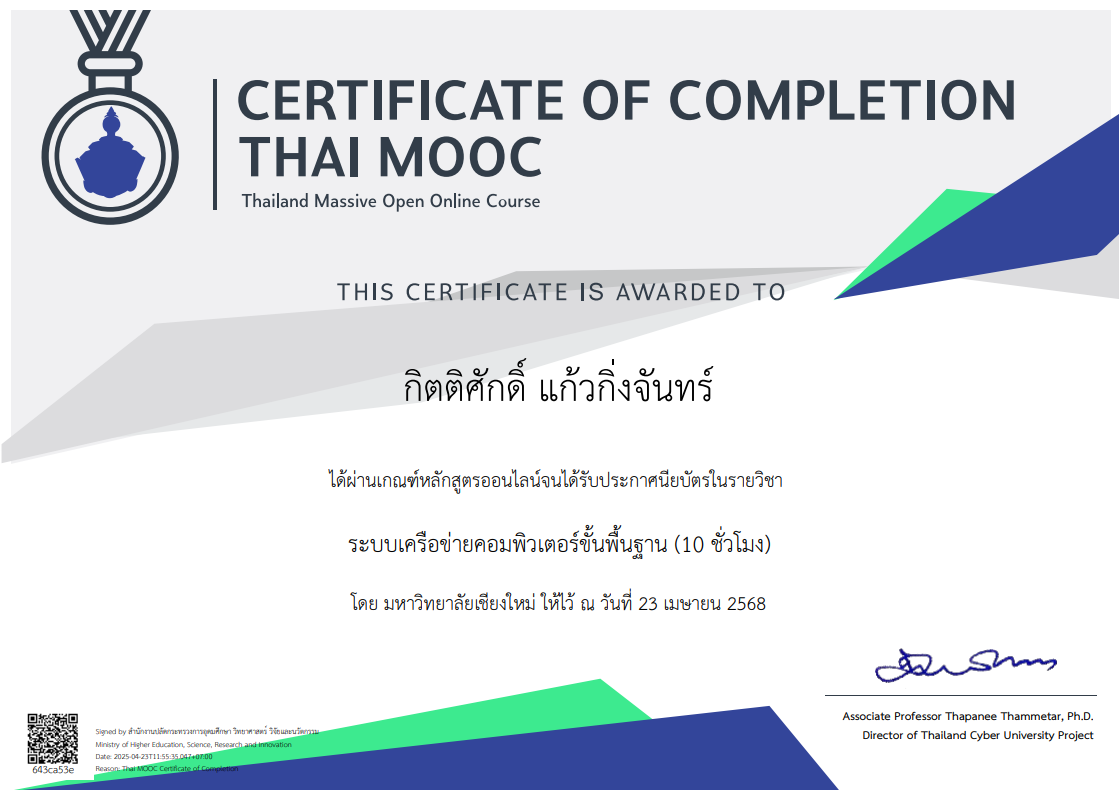 CERTIFICATE OF COMPLETION
THAI MOOC
Thailand Massive Open Online Course
THIS CERTIFICATE IS AWARDED TO
กิตติศักดิ์ แก้วกิ่งจันทร์
ได้ผ่านเกณฑ์หลักสูตรออนไลน์จนได้รับประกาศนียบัตรในรายวิชา
ระบบเครือข่ายคอมพิวเตอร์ขั้นพื้นฐาน (10 ชั่วโมง)
โดย มหาวิทยาลัยเชียงใหม่ ให้ไว้ ณ วันที่ 23 เมษายน 2568
Associate Professor Thapanee Thammetar, Ph.D.
Director of Thailand Cyber University Project
Signed by สำนักงานปลัดกระทรวงการอุดมศึกษา วิทยาศาสตร์ วิจัยและนวัตกรรม
Ministry of Higher Education, Science, Research and Innovation
Date: 2025-04-23T11:55:35.047+07:00
Reason: Thai MOOC Certificate of Completion
643ca53e